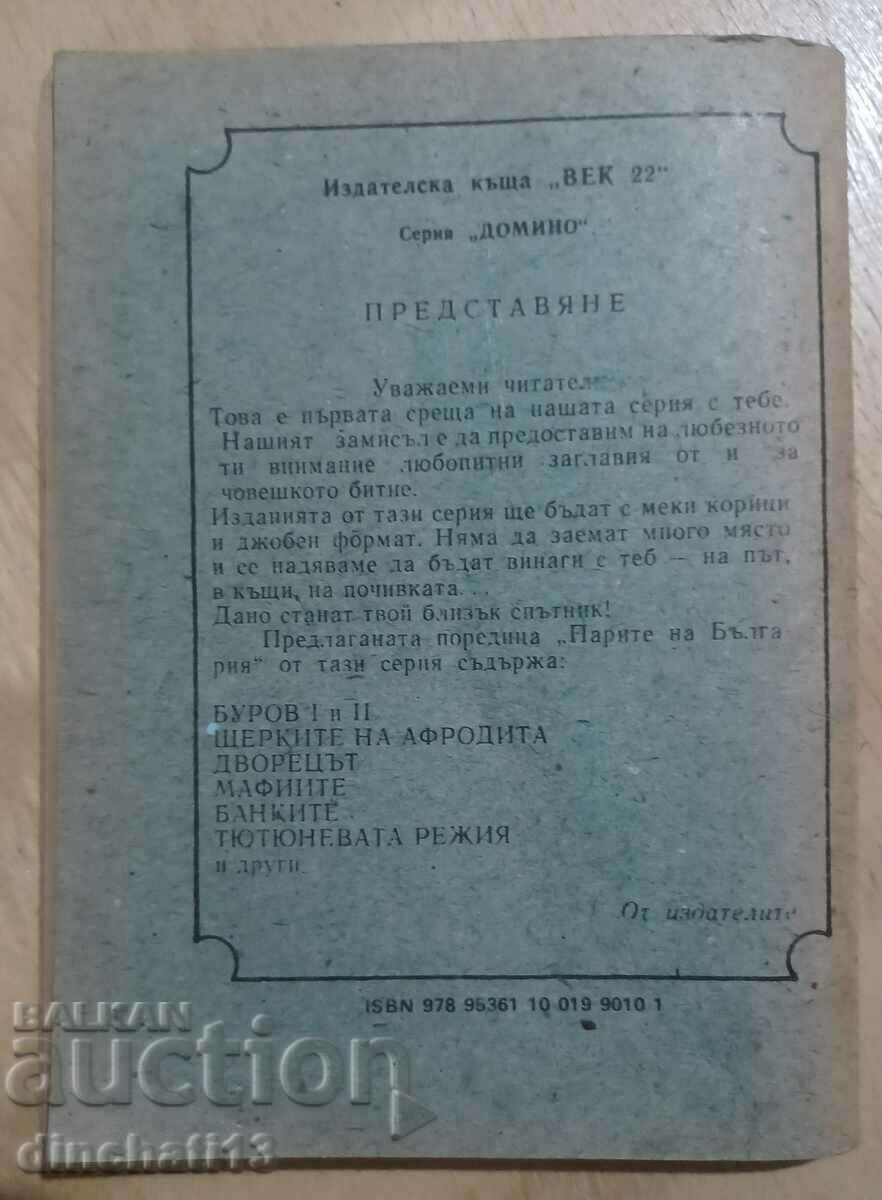 Издателска къща „ВЕК 22"
Серия „ДОМИНО"
ПРЕДСТАВЯНЕ
Уважаеми
Това е първата среща на нашата серия с тебе.
Нашият замисъл е да предоставим на любезното
ти внимание любопитни заглавия от и за
човешкото битие.
Изданията от тази серия ще бъдат с меки корици
и джобен формат. Няма да заемат много място
и се надяваме да бъдат винаги с теб — на път,
в къщи, на почивката...
Дано станат твой близък спътник!
Предлаганата поредица „Парите на Бълга
рия" от тази серия съдържа:
БУРОВ I и II
ЩЕРКИТЕ НА АФРОДИТА
ДВОРЕЦЪТ
МАФИИТЕ
БАНКИТЕ
ТЮТЮНЕВАТА РЕЖИЯ
и други.
От издателите
ISBN 978 95361 10 019 9010 1
BALKAN
auction
dinchati13